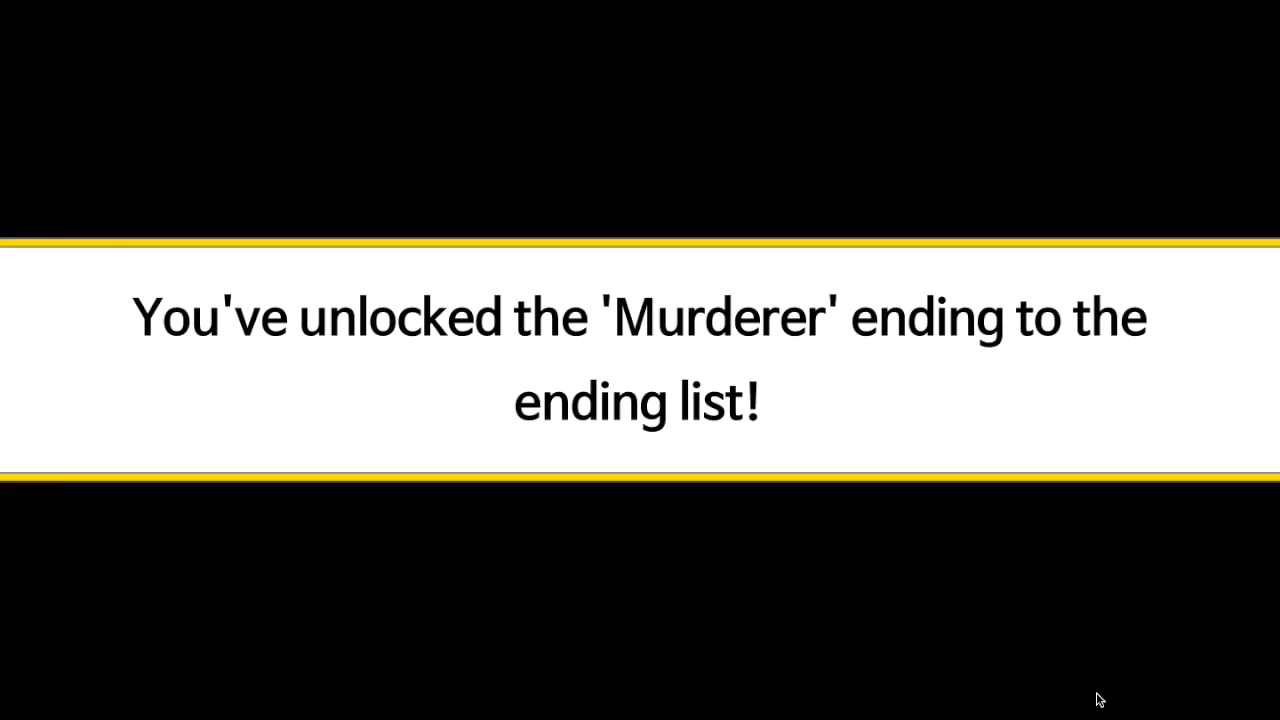 You've unlocked the 'Murderer' ending to the
ending list!